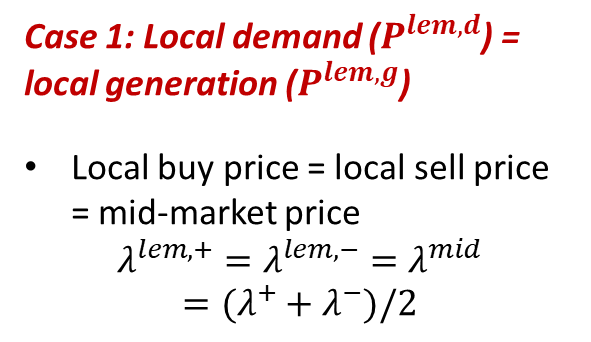 Case 1: Local demand (𝑷^{𝒍𝒆𝒎,𝒅}) =
local generation (𝑷^{𝒍𝒆𝒎,𝒈})
• Local buy price = local sell price
= mid-market price
𝜆^{𝑙𝑒𝑚,+} = 𝜆^{𝑙𝑒𝑚,−} = 𝜆^{𝑚𝑖𝑑}
= (𝜆^{+} + 𝜆^{−})/2